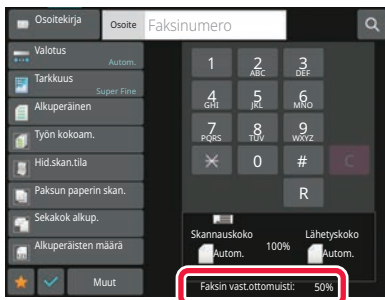 Osoitekirja
Osoite
Faksinumero
Valotus
Autom.
Tarkkuus
Super Fine
Alkuperäinen
Työn kokoam.
Hid.skan.tila
Paksun paperin skan.
Sekakok alkup.
Alkuperäisten määrä
Muut
1 2 3
ABC DEF
4 5 6
GHI JKL MNO
7 8 9
PQRS TUV WXYZ
0 # C
R
Skannauskoko
Lähetyskoko
Autom.
100%
Autom.
Faksin vast.ottomuisti: 50%